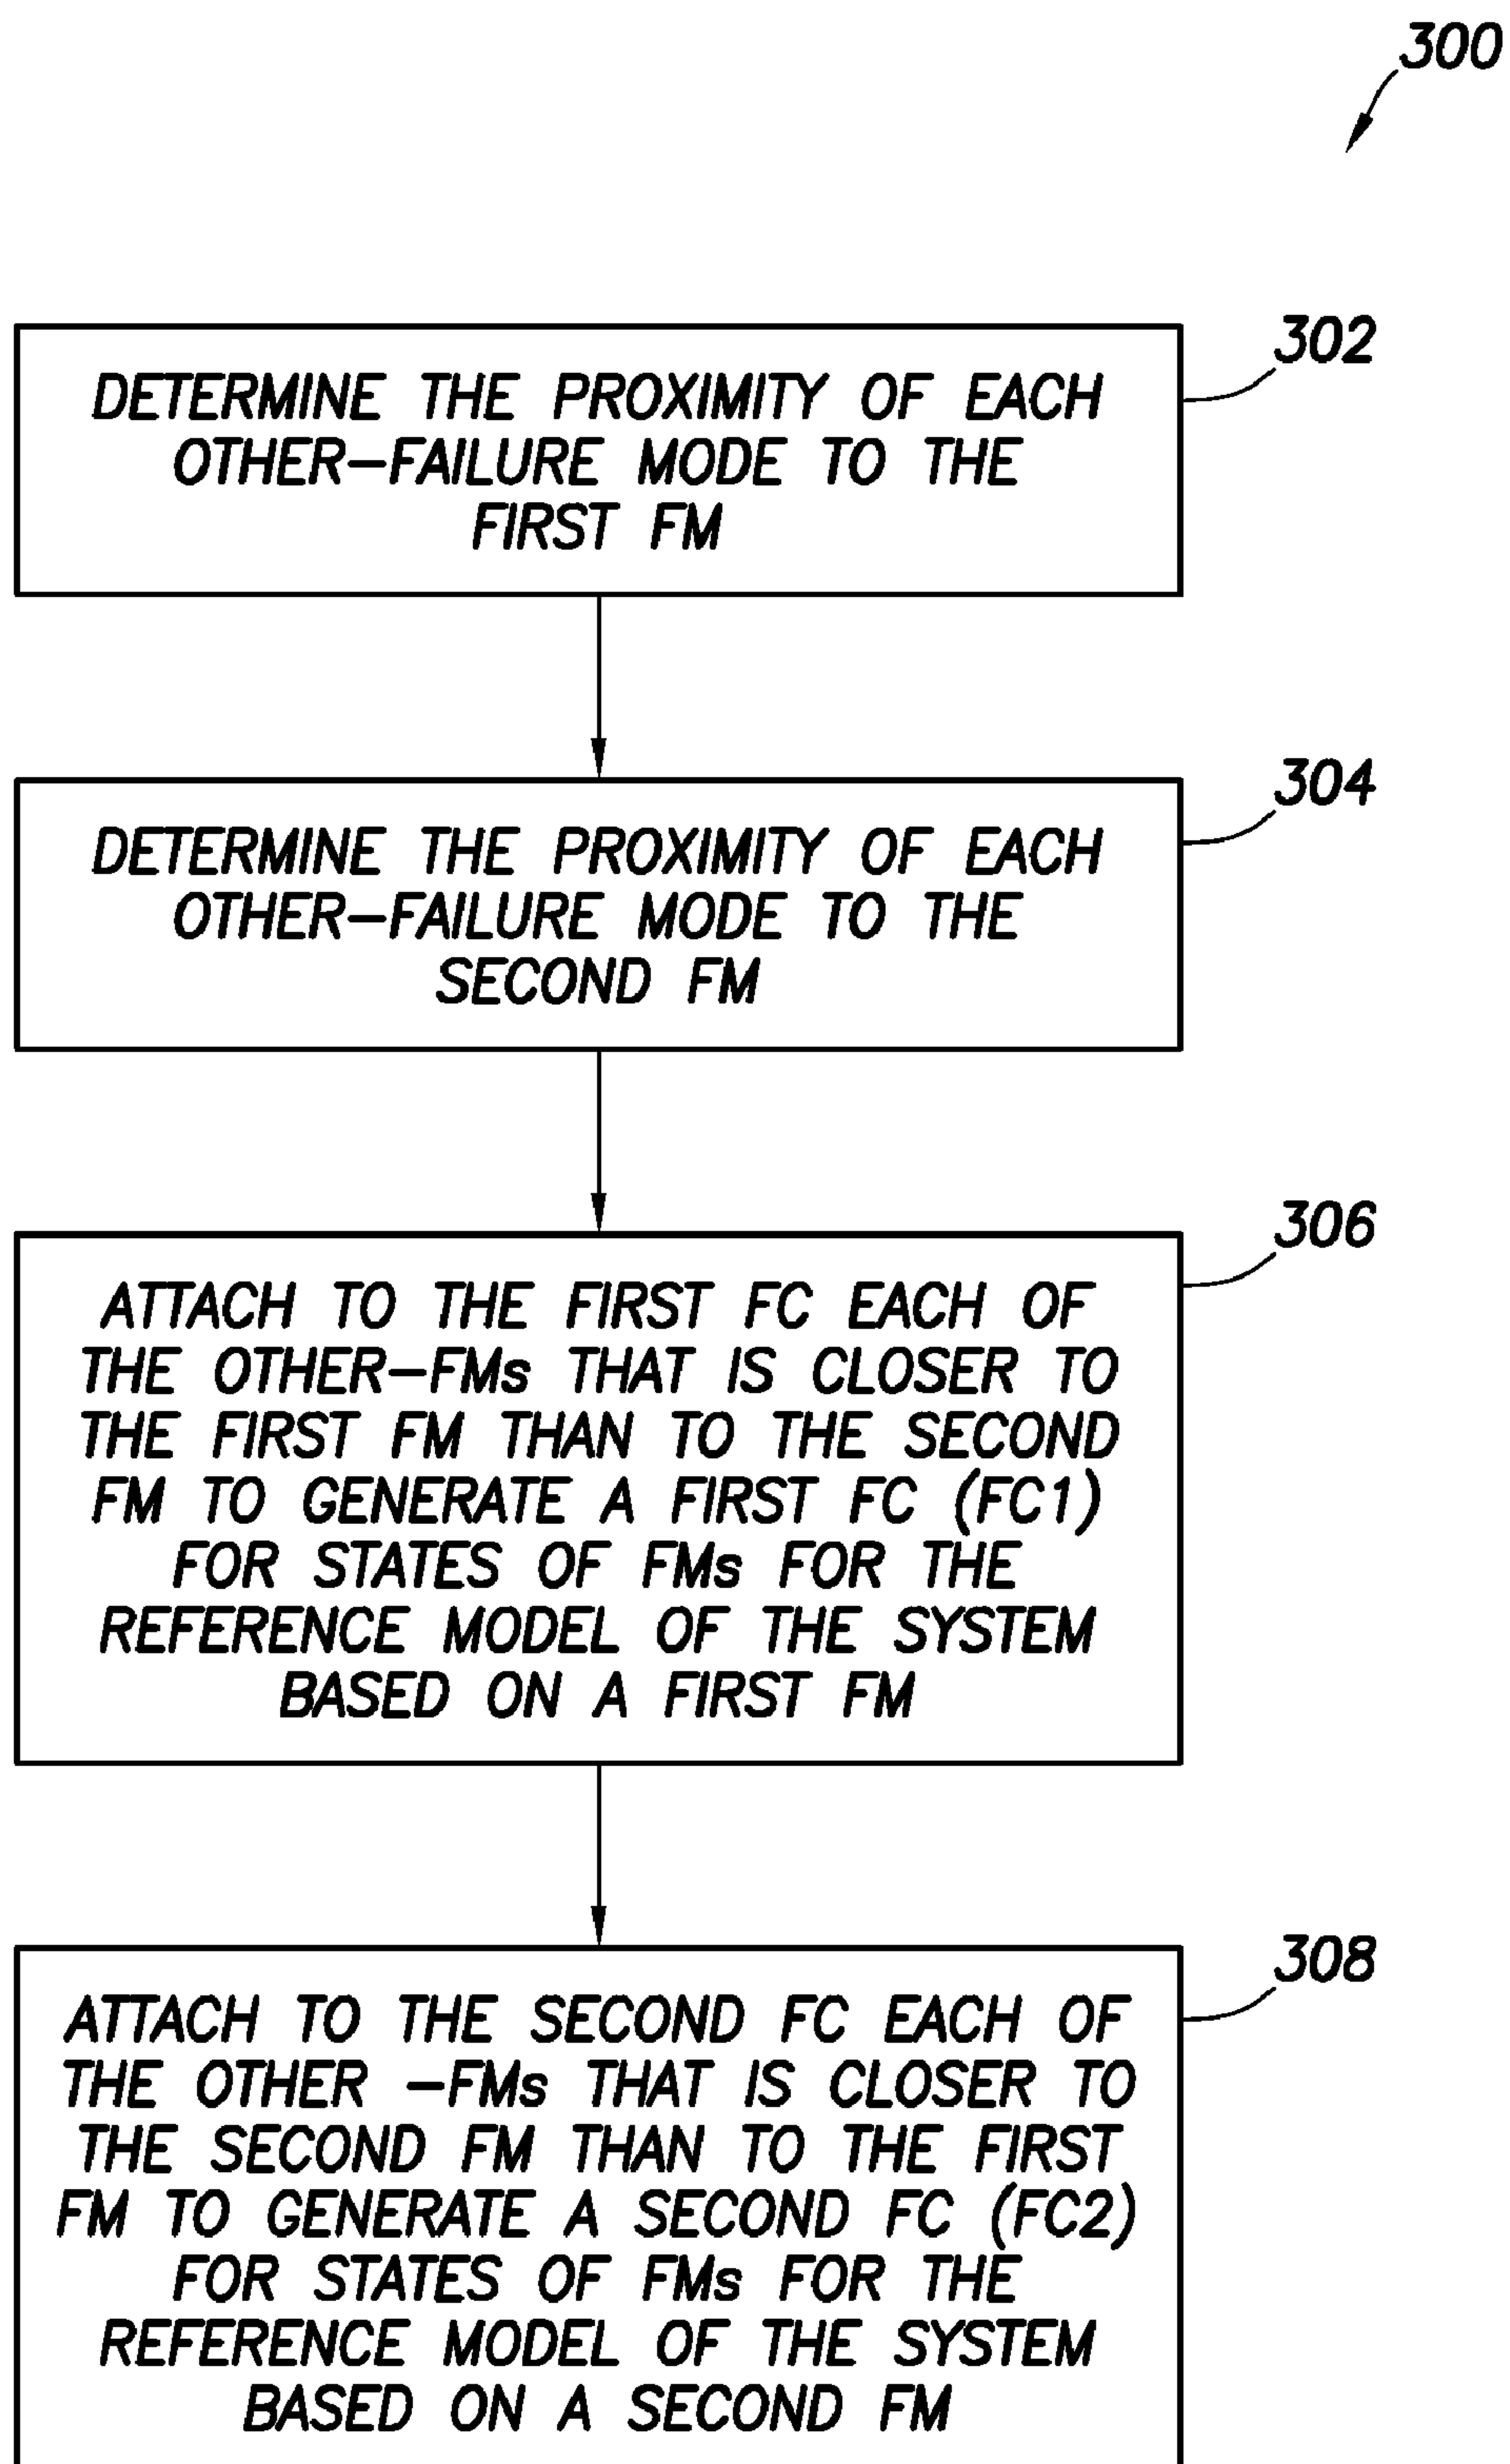 300
302
DETERMINE THE PROXIMITY OF EACH
OTHER-FAILURE MODE TO THE
FIRST FM
304
DETERMINE THE PROXIMITY OF EACH
OTHER-FAILURE MODE TO THE
SECOND FM
306
ATTACH TO THE FIRST FC EACH OF
THE OTHER-FMs THAT IS CLOSER TO
THE FIRST FM THAN TO THE SECOND
FM TO GENERATE A FIRST FC (FC1)
FOR STATES OF FMs FOR THE
REFERENCE MODEL OF THE SYSTEM
BASED ON A FIRST FM
308
ATTACH TO THE SECOND FC EACH OF
THE OTHER -FMs THAT IS CLOSER TO
THE SECOND FM THAN TO THE FIRST
FM TO GENERATE A SECOND FC (FC2)
FOR STATES OF FMs FOR THE
REFERENCE MODEL OF THE SYSTEM
BASED ON A SECOND FM